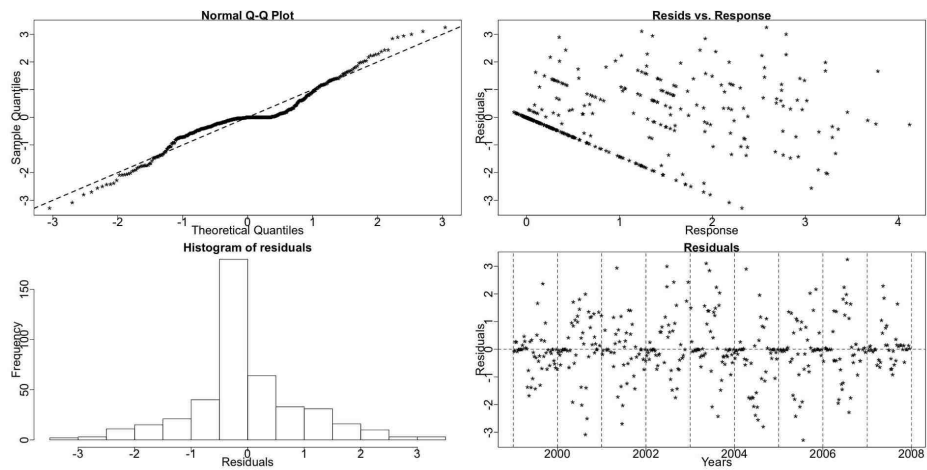 Normal Q-Q Plot
Sample Quantiles
3
2
1
0
-1
-2
-3
-3 -2 -1 0 1 2 3
Theoretical Quantiles
Resids vs. Response
Residuals
3
2
1
0
-1
-2
-3
0 1 2 3 4
Response
Histogram of residuals
Frequency
150
100
50
0
-3 -2 -1 0 1 2 3
Residuals
Residuals
Residuals
3
2
1
0
-1
-2
-3
2000 2002 2004 2006 2008
Years